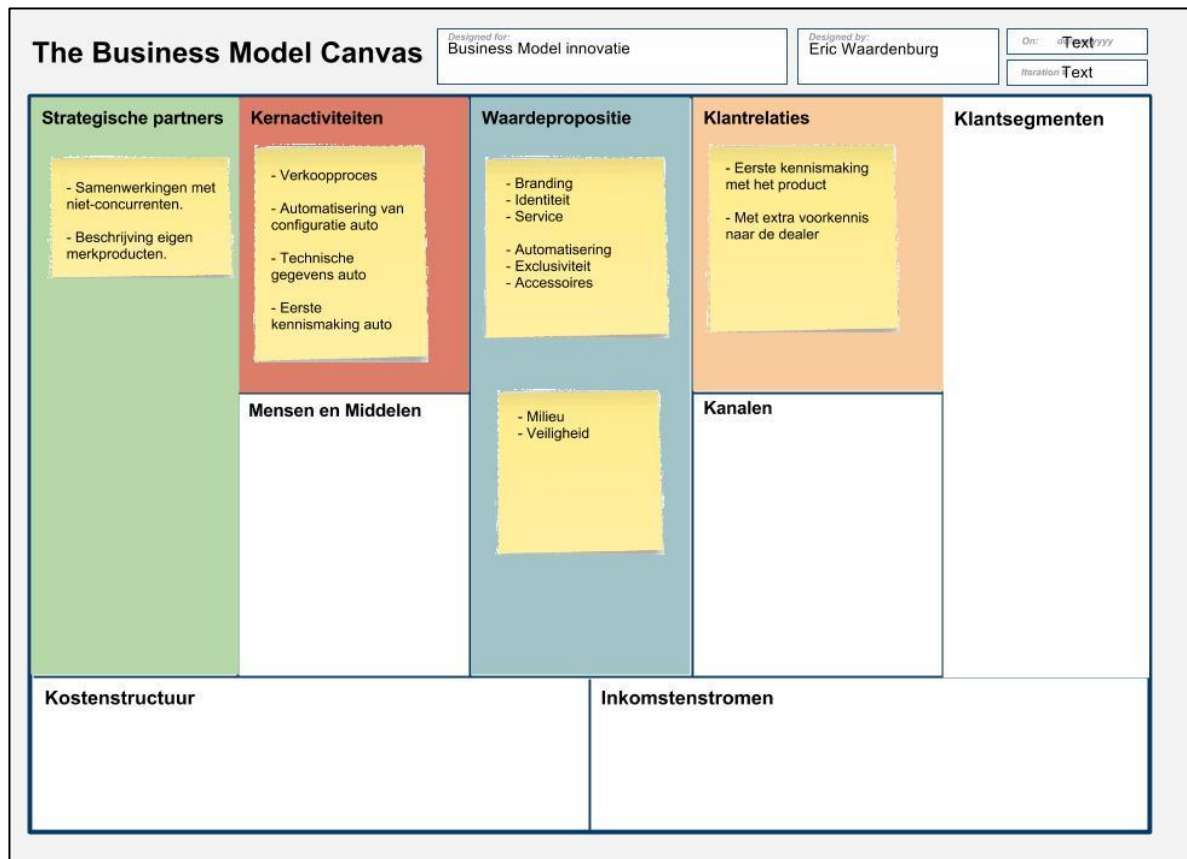 The Business Model Canvas
Designed for:
Business Model innovatie
Designed by:
Eric Waardenburg
On:
Text
Iteration
Text
Strategische partners
- Samenwerkingen met
niet-concurrenten.
- Beschrijving eigen
merkproducten.
Kernactiviteiten
- Verkoopproces
- Automatisering van
configuratie auto
- Technische
gegevens auto
- Eerste
kennismaking auto
Mensen en Middelen
Waardepropositie
- Branding
- Identiteit
- Service
- Automatisering
- Exclusiviteit
- Accessoires
- Milieu
- Veiligheid
Klantrelaties
- Eerste kennismaking
met het product
- Met extra voorkennis
naar de dealer
Kanalen
Klantsegmenten
Kostenstructuur
Inkomstenstromen